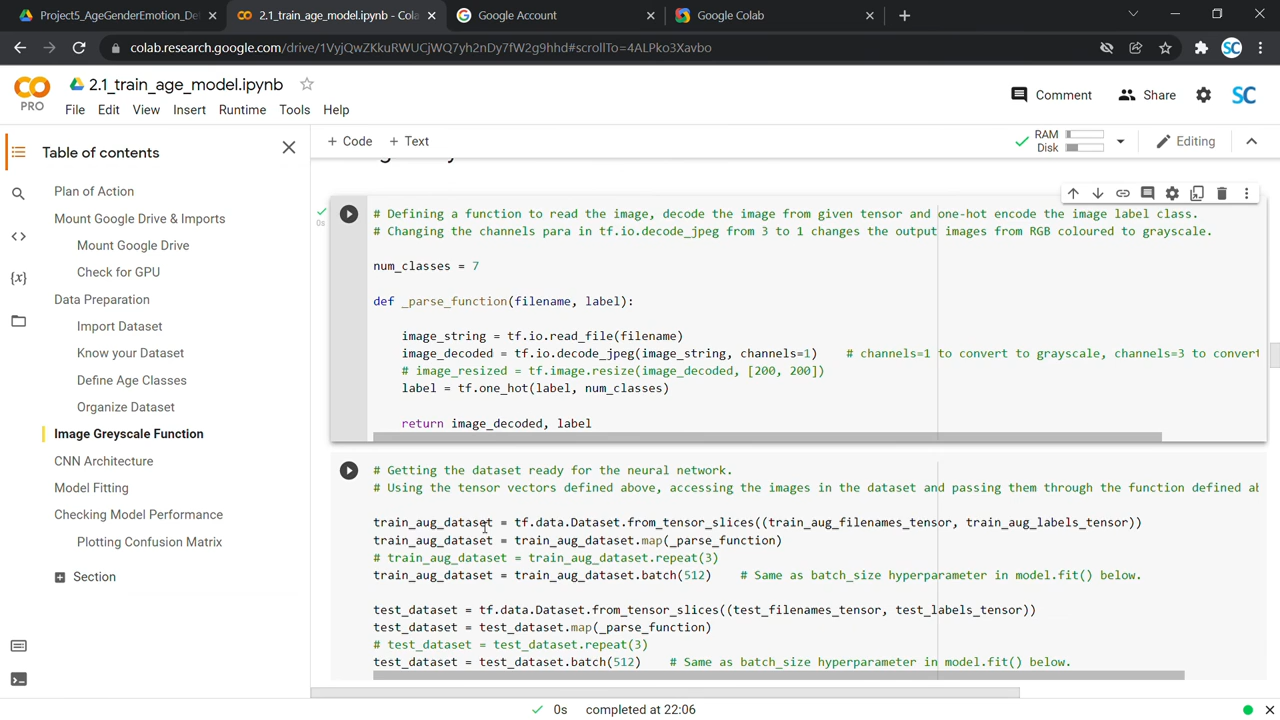 Project5_AgeGenderEmotion_De
2.1_train_age_model.ipynb - Cola
Google Account
Google Colab
colab.research.google.com/drive/1VyjQwZKkuRWUCjWQ7yh2nDy7fW2g9hhd#scrollTo=4ALPko3Xavbo
SC
PRO
2.1_train_age_model.ipynb
File Edit View Insert Runtime Tools Help
Comment
Share
SC
Table of contents
+ Code + Text
RAM
Disk
Editing
Plan of Action
Mount Google Drive & Imports
Mount Google Drive
Check for GPU
Data Preparation
Import Dataset
Know your Dataset
Define Age Classes
Organize Dataset
Image Greyscale Function
CNN Architecture
Model Fitting
Checking Model Performance
Plotting Confusion Matrix
Section
0s
# Defining a function to read the image, decode the image from given tensor and one-hot encode the image label class.
# Changing the channels para in tf.io.decode_jpeg from 3 to 1 changes the output images from RGB coloured to grayscale.
num_classes = 7
def _parse_function(filename, label):
image_string = tf.io.read_file(filename)
image_decoded = tf.io.decode_jpeg(image_string, channels=1) # channels=1 to convert to grayscale, channels=3 to convert
# image_resized = tf.image.resize(image_decoded, [200, 200])
label = tf.one_hot(label, num_classes)
return image_decoded, label
# Getting the dataset ready for the neural network.
# Using the tensor vectors defined above, accessing the images in the dataset and passing them through the function defined ab
train_aug_dataset = tf.data.Dataset.from_tensor_slices((train_aug_filenames_tensor, train_aug_labels_tensor))
train_aug_dataset = train_aug_dataset.map(_parse_function)
# train_aug_dataset = train_aug_dataset.repeat(3)
train_aug_dataset = train_aug_dataset.batch(512) # Same as batch_size hyperparameter in model.fit() below.
test_dataset = tf.data.Dataset.from_tensor_slices((test_filenames_tensor, test_labels_tensor))
test_dataset = test_dataset.map(_parse_function)
# test_dataset = test_dataset.repeat(3)
test_dataset = test_dataset.batch(512) # Same as batch_size hyperparameter in model.fit() below.
0s completed at 22:06